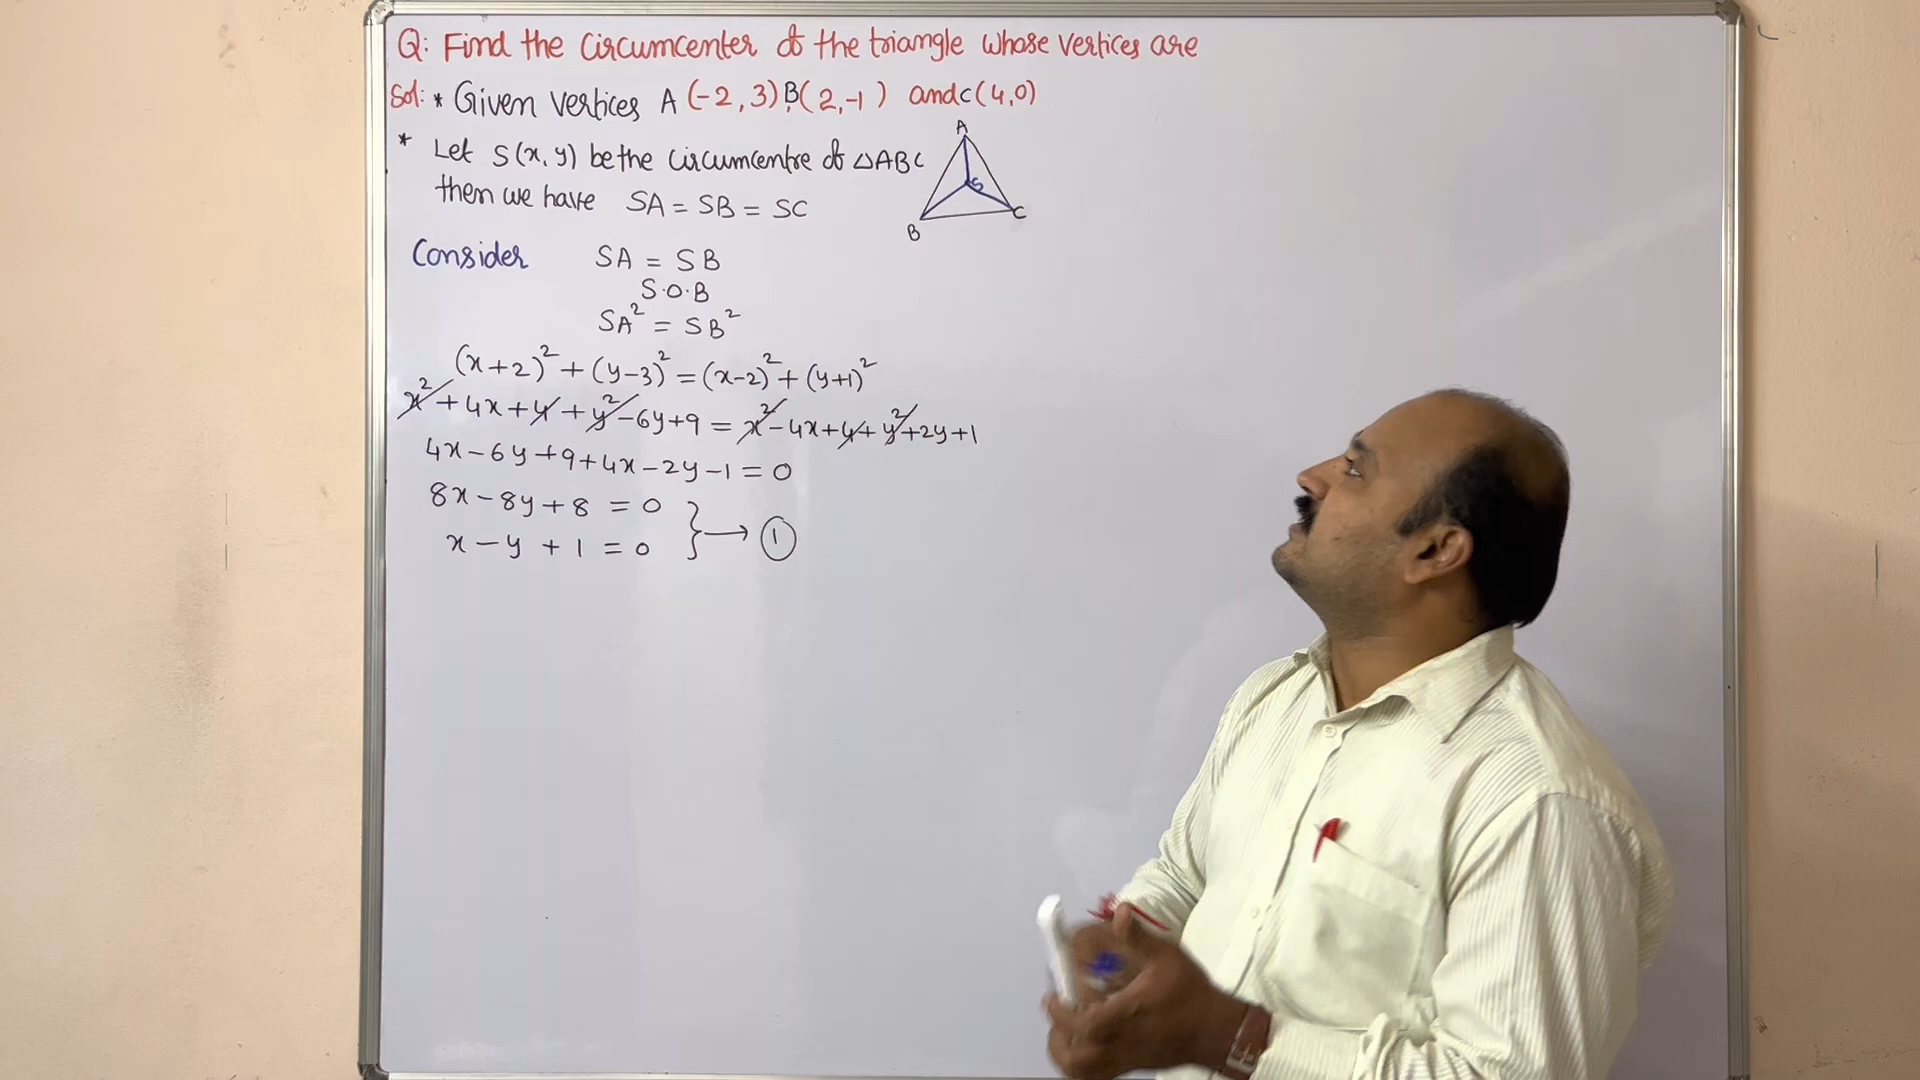 Q: Find the Circumcenter of the triangle whose vertices are
Sol: * Given vertices A (-2, 3), B(2, -1) and C(4, 0)
* Let S(x, y) be the circumcentre of △ABC
then we have SA = SB = SC
A
S
B
C
Consider SA = SB
S.O.B
SA² = SB²
(x+2)² + (y-3)² = (x-2)² + (y+1)²
x² + 4x + 4 + y² - 6y + 9 = x² - 4x + 4 + y² + 2y + 1
4x - 6y + 9 + 4x - 2y - 1 = 0
8x - 8y + 8 = 0
x - y + 1 = 0 } → ①